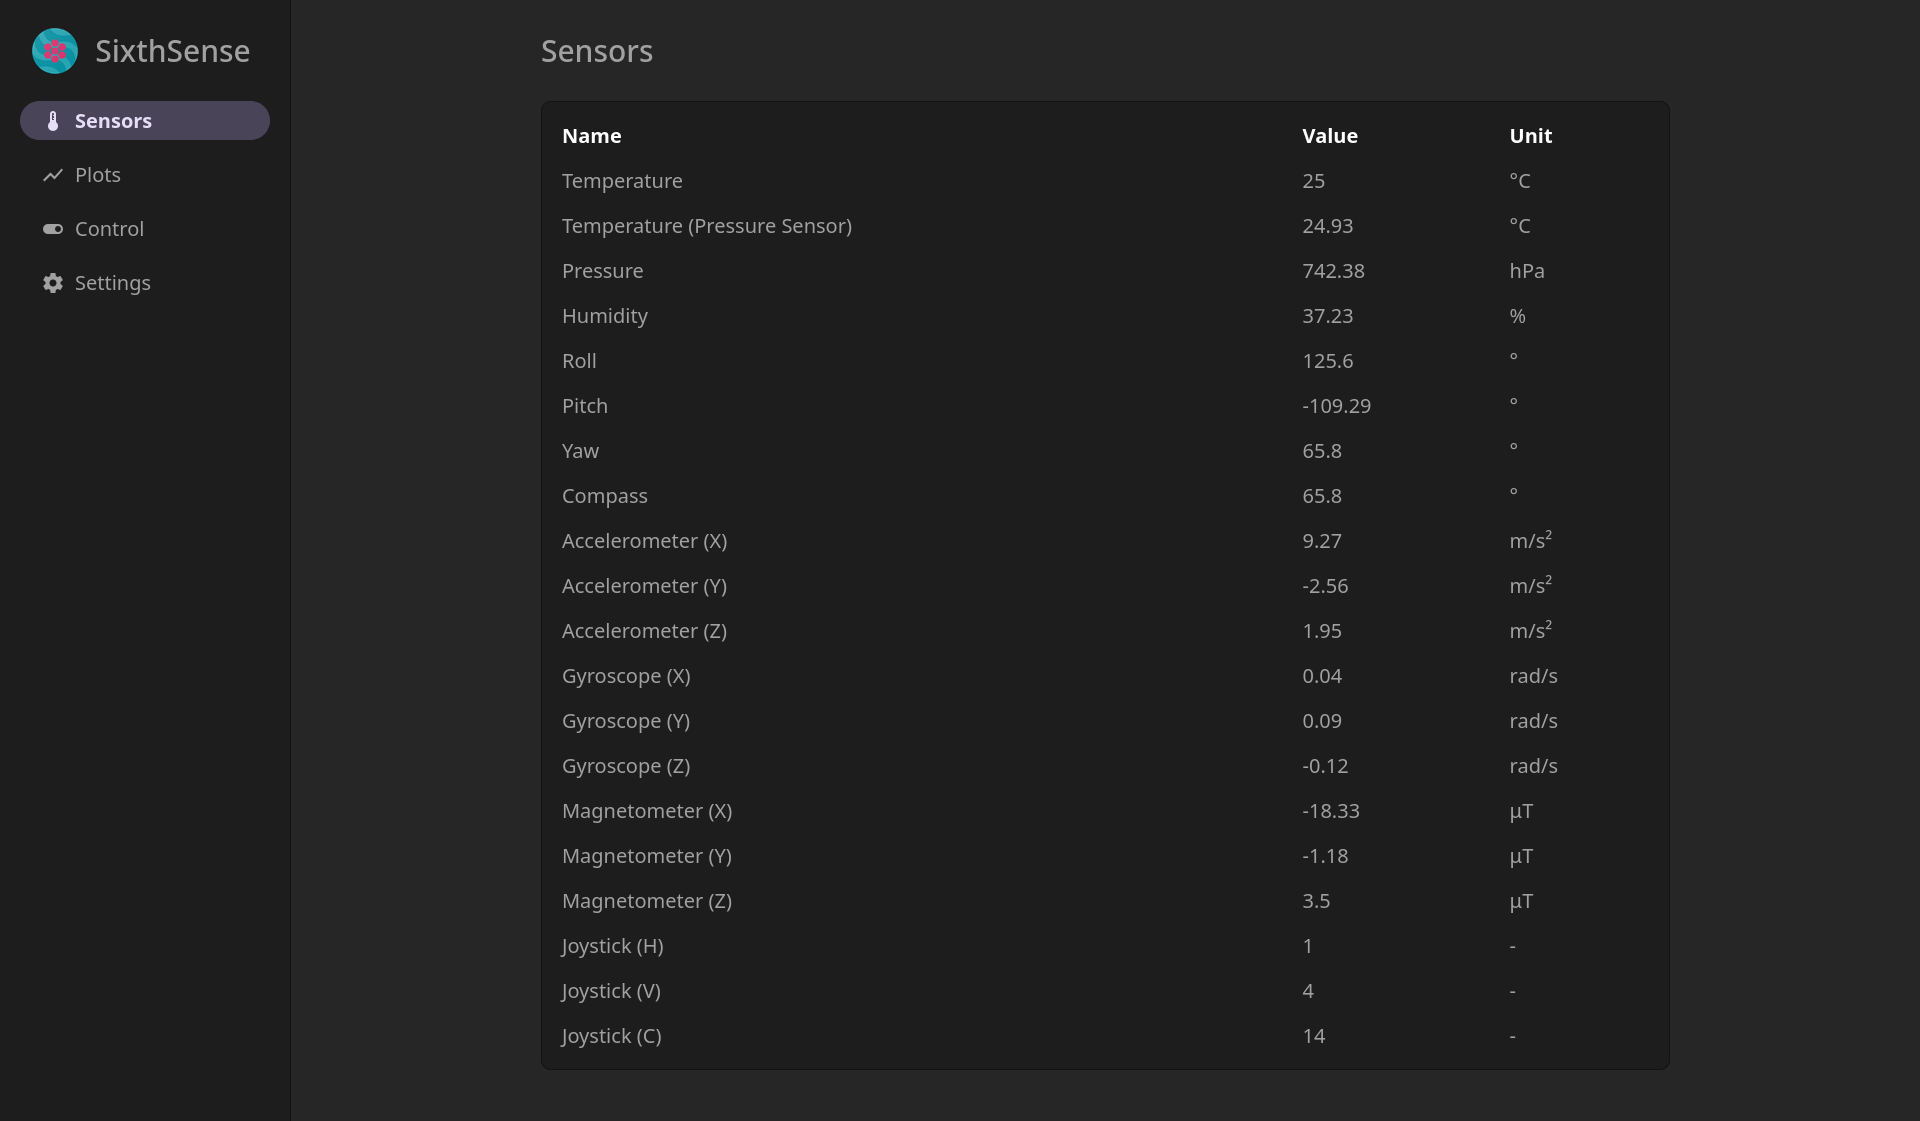 SixthSense
Sensors
Plots
Control
Settings
Sensors
Name Value Unit
Temperature 25 °C
Temperature (Pressure Sensor) 24.93 °C
Pressure 742.38 hPa
Humidity 37.23 %
Roll 125.6 °
Pitch -109.29 °
Yaw 65.8 °
Compass 65.8 °
Accelerometer (X) 9.27 m/s²
Accelerometer (Y) -2.56 m/s²
Accelerometer (Z) 1.95 m/s²
Gyroscope (X) 0.04 rad/s
Gyroscope (Y) 0.09 rad/s
Gyroscope (Z) -0.12 rad/s
Magnetometer (X) -18.33 µT
Magnetometer (Y) -1.18 µT
Magnetometer (Z) 3.5 µT
Joystick (H) 1 -
Joystick (V) 4 -
Joystick (C) 14 -